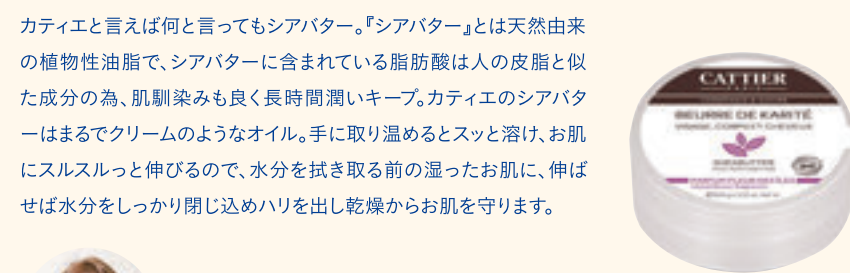 カティエと言えば何と言ってもシアバター。『シアバター』とは天然由来
の植物性油脂で、シアバターに含まれている脂肪酸は人の皮脂と似
た成分の為、肌馴染みも良く長時間潤いキープ。カティエのシアバタ
ーはまるでクリームのようなオイル。手に取り温めるとスッと溶け、お肌
にスルスルっと伸びるので、水分を拭き取る前の湿ったお肌に、伸ば
せば水分をしっかり閉じ込めハリを出し乾燥からお肌を守ります。
CATTIER
PARIS
BEURRE DE KARITÉ
SHEABUTTER